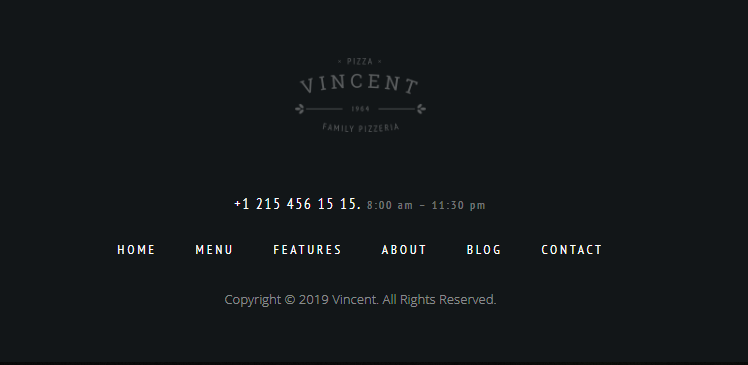 • PIZZA •
VINCENT
1968
FAMILY PIZZERIA
+1 215 456 15 15. 8:00 am – 11:30 pm
HOME MENU FEATURES ABOUT BLOG CONTACT
Copyright © 2019 Vincent. All Rights Reserved.